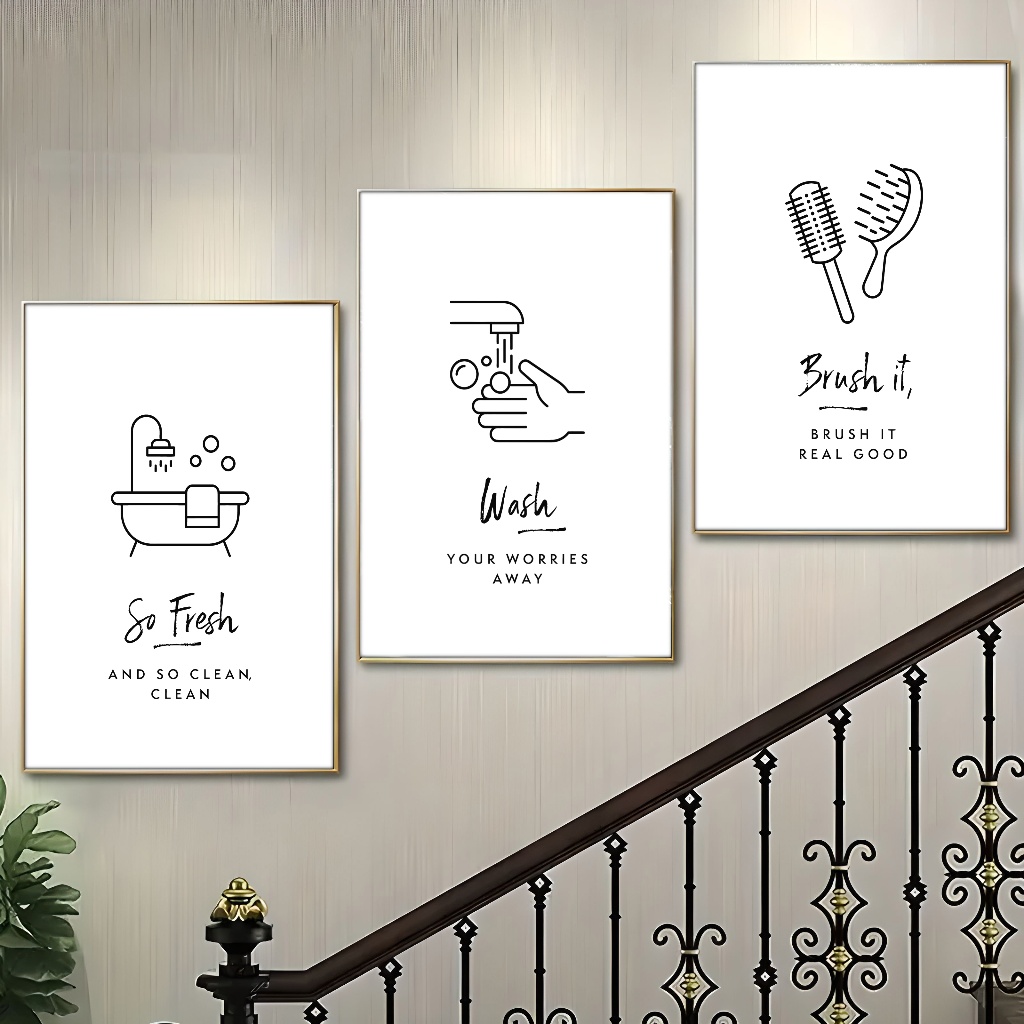 So Fresh
AND SO CLEAN,
CLEAN
Wash
YOUR WORRIES
AWAY
Brush it,
BRUSH IT
REAL GOOD